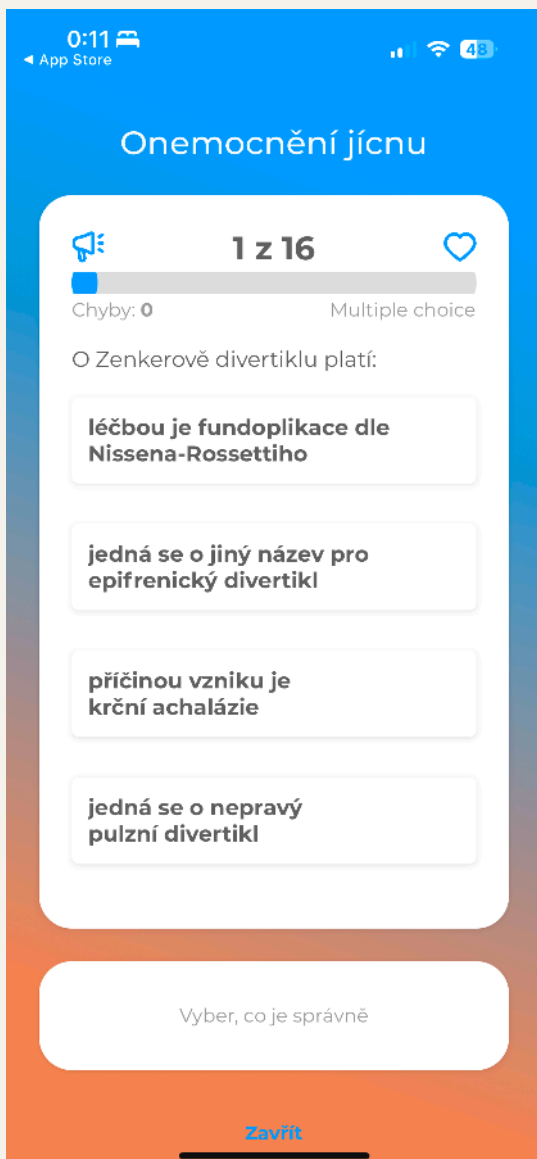 0:11
◀ App Store
48
Onemocnění jícnu
1 z 16
Chyby: 0
Multiple choice
O Zenkerově divertiklu platí:
léčbou je fundoplikace dle
Nissena-Rossettiho
jedná se o jiný název pro
epifrenický divertikl
příčinou vzniku je
krční achalázie
jedná se o nepravý
pulzní divertikl
Vyber, co je správně
Zavřít